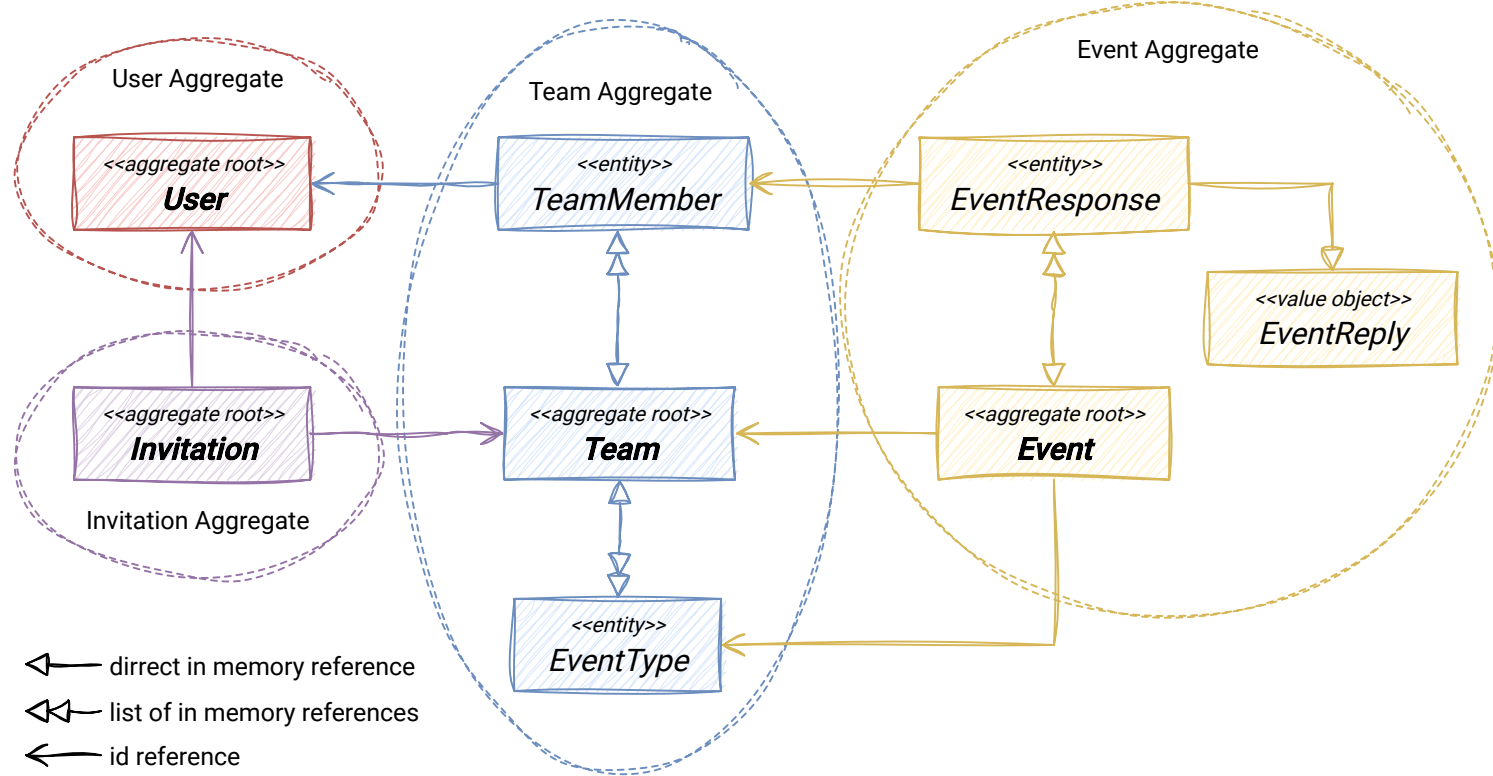 User Aggregate
<<aggregate root>>
User
Team Aggregate
<<entity>>
TeamMember
Event Aggregate
<<entity>>
EventResponse
<<value object>>
EventReply
<<aggregate root>>
Invitation
Invitation Aggregate
<<aggregate root>>
Team
<<aggregate root>>
Event
<<entity>>
EventType
dirrect in memory reference
list of in memory references
id reference